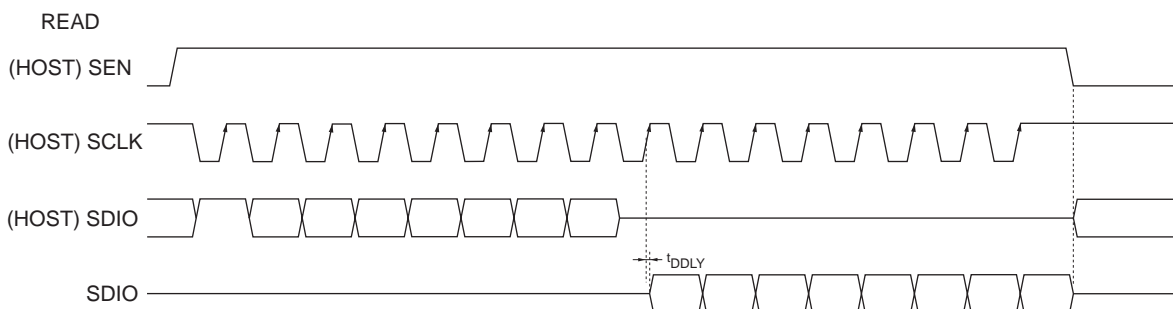 READ
(HOST) SEN
(HOST) SCLK
(HOST) SDIO
tDDLY
SDIO